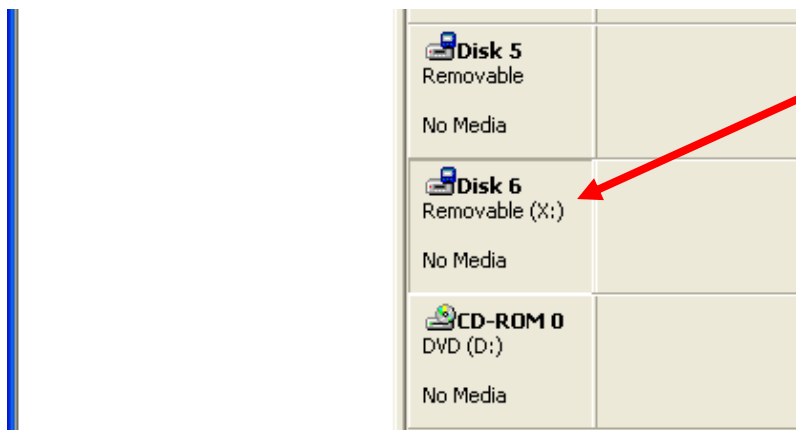 Disk 5
Removable
No Media
Disk 6
Removable (X:)
No Media
CD-ROM 0
DVD (D:)
No Media